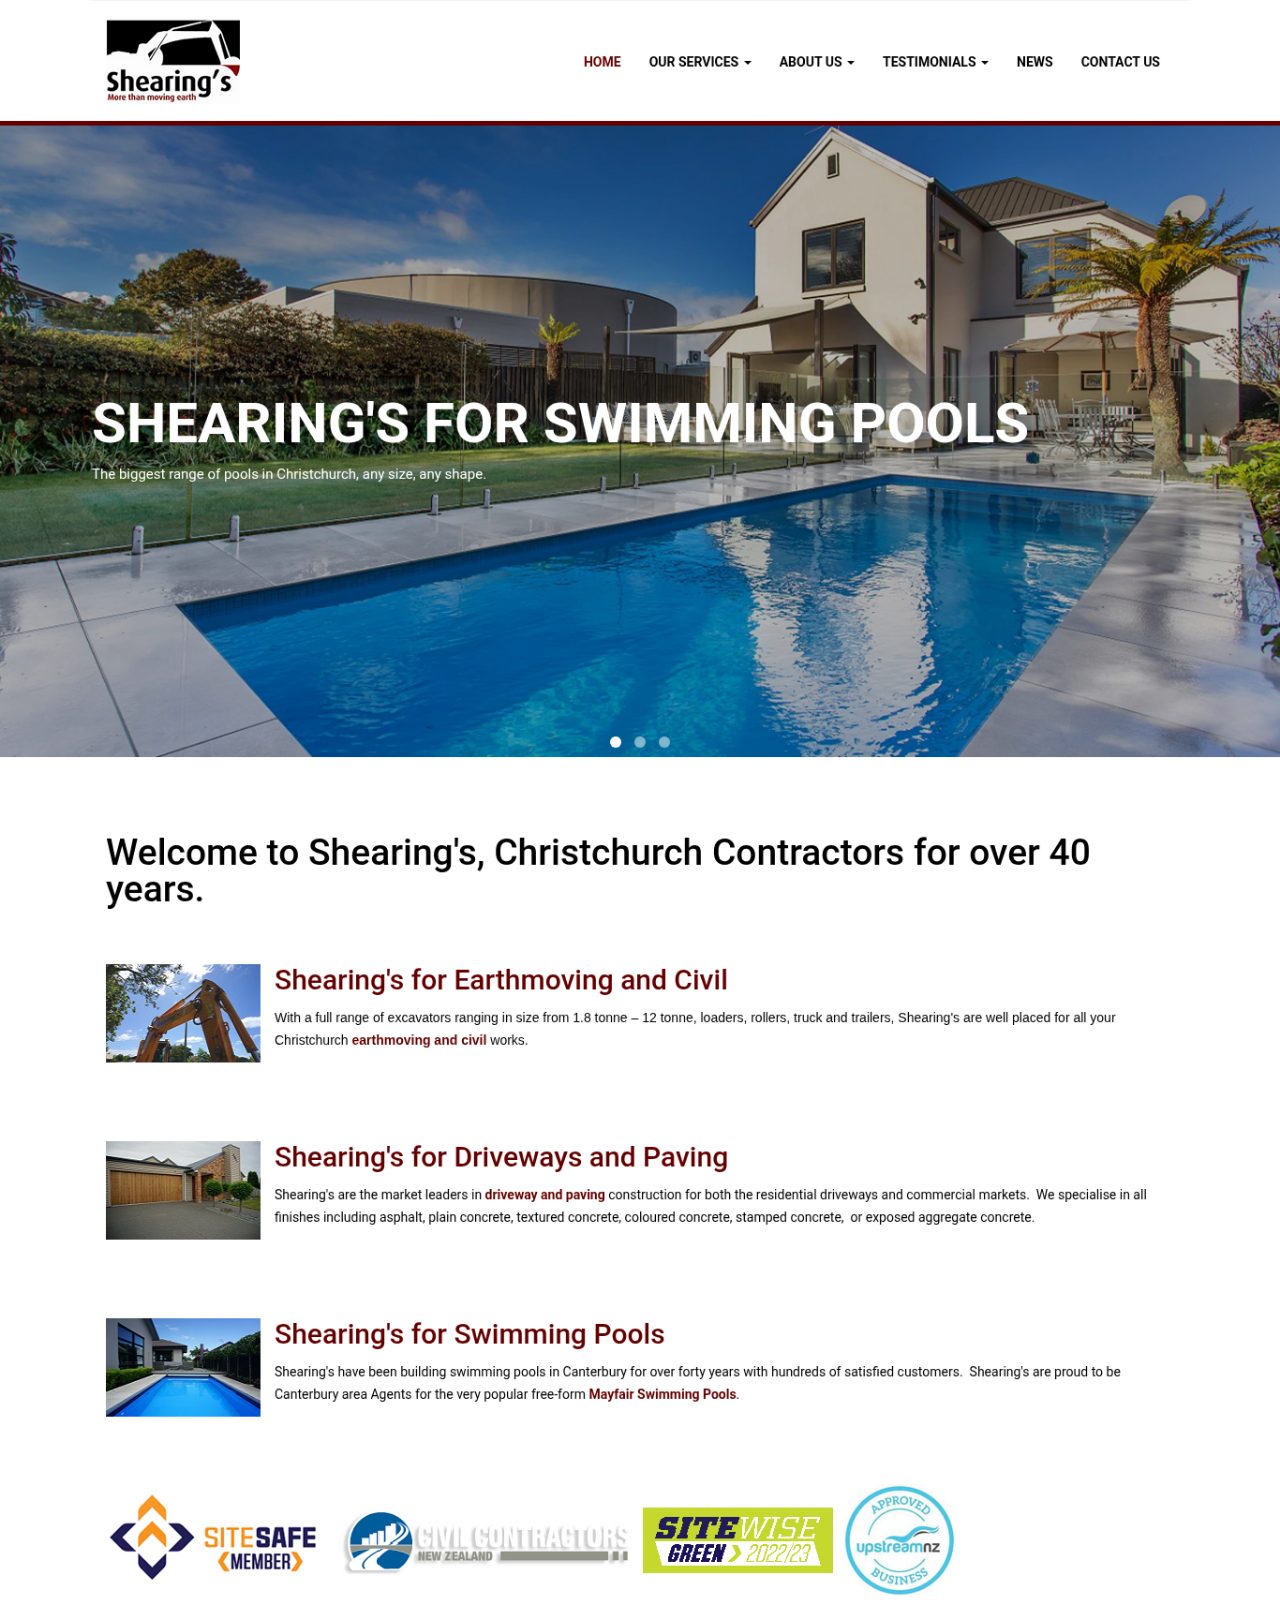 Shearing's
More than moving earth
HOME OUR SERVICES ABOUT US TESTIMONIALS NEWS CONTACT US
SHEARING'S FOR SWIMMING POOLS
The biggest range of pools in Christchurch, any size, any shape.
Welcome to Shearing's, Christchurch Contractors for over 40
years.
Shearing's for Earthmoving and Civil
With a full range of excavators ranging in size from 1.8 tonne – 12 tonne, loaders, rollers, truck and trailers, Shearing's are well placed for all your
Christchurch earthmoving and civil works.
Shearing's for Driveways and Paving
Shearing's are the market leaders in driveway and paving construction for both the residential driveways and commercial markets.  We specialise in all
finishes including asphalt, plain concrete, textured concrete, coloured concrete, stamped concrete,  or exposed aggregate concrete.
Shearing's for Swimming Pools
Shearing's have been building swimming pools in Canterbury for over forty years with hundreds of satisfied customers.  Shearing's are proud to be
Canterbury area Agents for the very popular free-form Mayfair Swimming Pools.
SITESAFE
MEMBER
CIVIL CONTRACTORS
NEW ZEALAND
SITEWISE
GREEN 2022/23
APPROVED
upstreamnz
BUSINESS